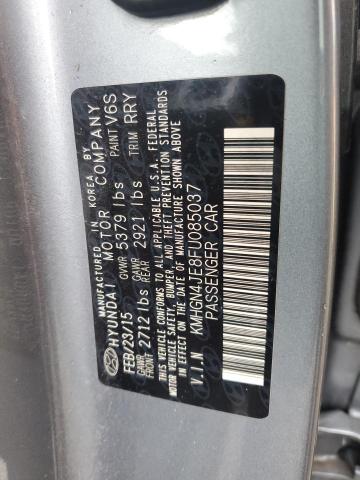 MANUFACTURED IN KOREA BY
HYUNDAI MOTOR COMPANY
FEB/23/15 GVWR 5379 lbs PAINT V6S
GAWR FRONT 2712 lbs GAWR REAR 2921 lbs TRIM RRY
THIS VEHICLE CONFORMS TO ALL APPLICABLE U.S.A. FEDERAL
MOTOR VEHICLE SAFETY, BUMPER, AND THEFT PREVENTION
STANDARDS IN EFFECT ON THE DATE OF MANUFACTURE SHOWN ABOVE
V.I.N KMHGN4JE8FU085037
PASSENGER CAR